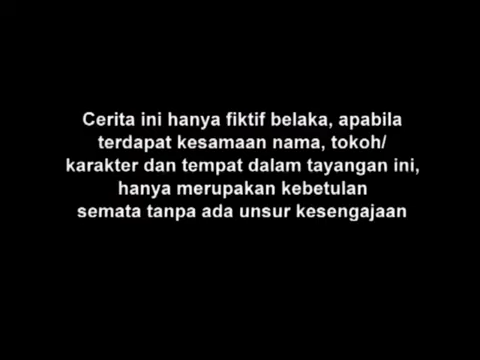 Cerita ini hanya fiktif belaka, apabila
terdapat kesamaan nama, tokoh/
karakter dan tempat dalam tayangan ini,
hanya merupakan kebetulan
semata tanpa ada unsur kesengajaan